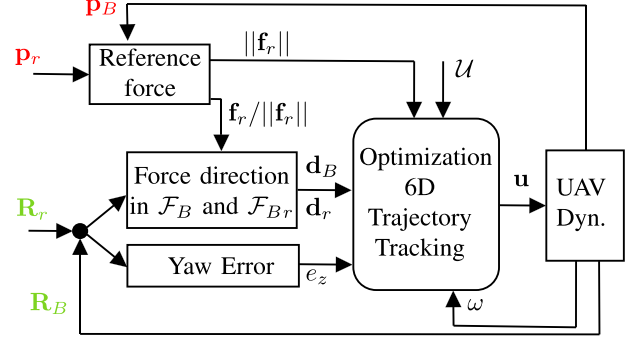 p_B
p_r
Reference
force
||f_r||
𝒰
f_r/||f_r||
Force direction
in ℱ_B and ℱ_Br
d_B
d_r
Optimization
6D
Trajectory
Tracking
u
UAV
Dyn.
R_r
Yaw Error
e_z
R_B
ω